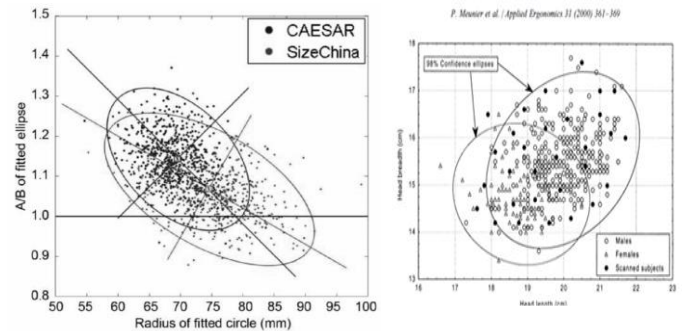 P. Meunier et al. / Applied Ergonomics 31 (2000) 361-369
1.5
1.4
1.3
1.2
1.1
1.0
0.9
0.8
A/B of fitted ellipse
CAESAR
SizeChina
50 55 60 65 70 75 80 85 90 95 100
Radius of fitted circle (mm)
18
17
16
15
14
13
Head breadth (cm)
98% Confidence ellipses
Males
Females
Scanned subjects
16 17 18 19 20 21 22 23
Head length (cm)